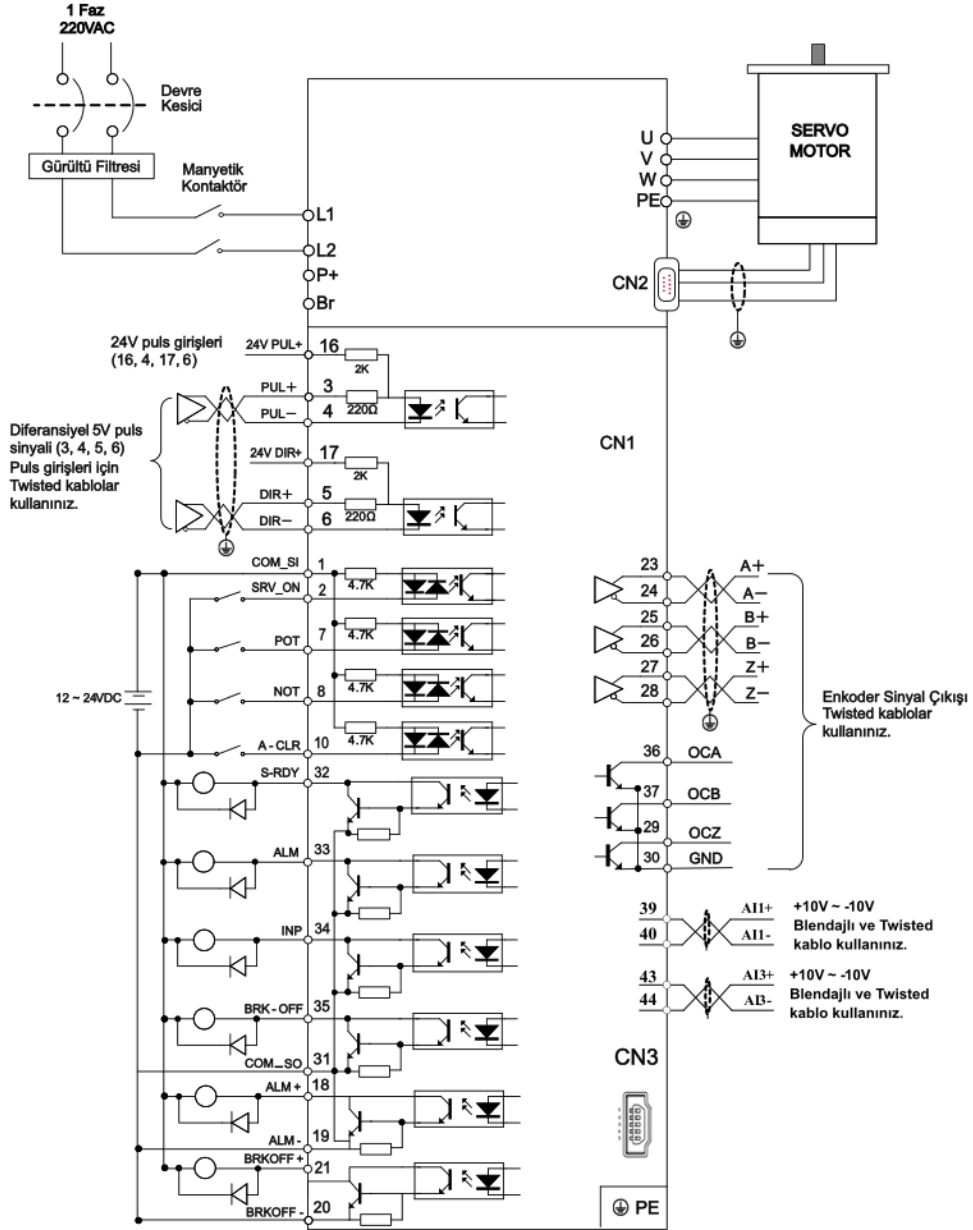 1 Faz
220VAC
Devre
Kesici
Gürültü Filtresi
Manyetik
Kontaktör
L1
L2
P+
Br
U
V
W
PE
SERVO
MOTOR
CN2
24V puls girişleri
(16, 4, 17, 6)
24V PUL+
16
2K
PUL+
3
220Ω
PUL−
4
Diferansiyel 5V puls
sinyali (3, 4, 5, 6)
Puls girişleri için
Twisted kablolar
kullanınız.
24V DIR+
17
2K
DIR+
5
220Ω
DIR−
6
CN1
COM_SI
1
4.7K
SRV_ON
2
POT
7
4.7K
NOT
8
4.7K
A-CLR
10
4.7K
12 ~ 24VDC
S-RDY
32
ALM
33
INP
34
BRK-OFF
35
COM_SO
31
ALM +
18
ALM -
19
BRKOFF +
21
BRKOFF -
20
23
A+
24
A−
25
B+
26
B−
27
Z+
28
Z−
Enkoder Sinyal Çıkışı
Twisted kablolar
kullanınız.
36
OCA
37
OCB
29
OCZ
30
GND
39
AI1+
40
AI1-
+10V ~ -10V
Blendajlı ve Twisted
kablo kullanınız.
43
AI3+
44
AI3-
+10V ~ -10V
Blendajlı ve Twisted
kablo kullanınız.
CN3
PE